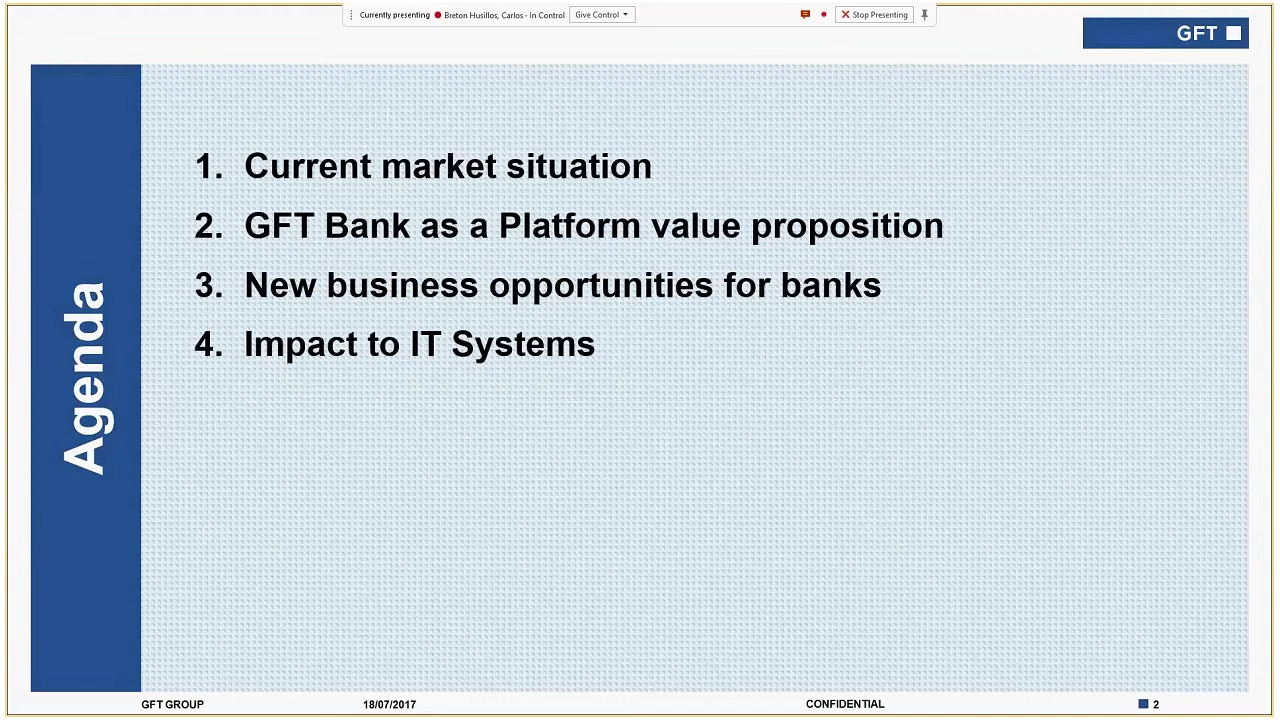 Currently presenting Breton Husillos, Carlos - In Control Give Control Stop Presenting
GFT
Agenda
1. Current market situation
2. GFT Bank as a Platform value proposition
3. New business opportunities for banks
4. Impact to IT Systems
GFT GROUP 18/07/2017 CONFIDENTIAL 2